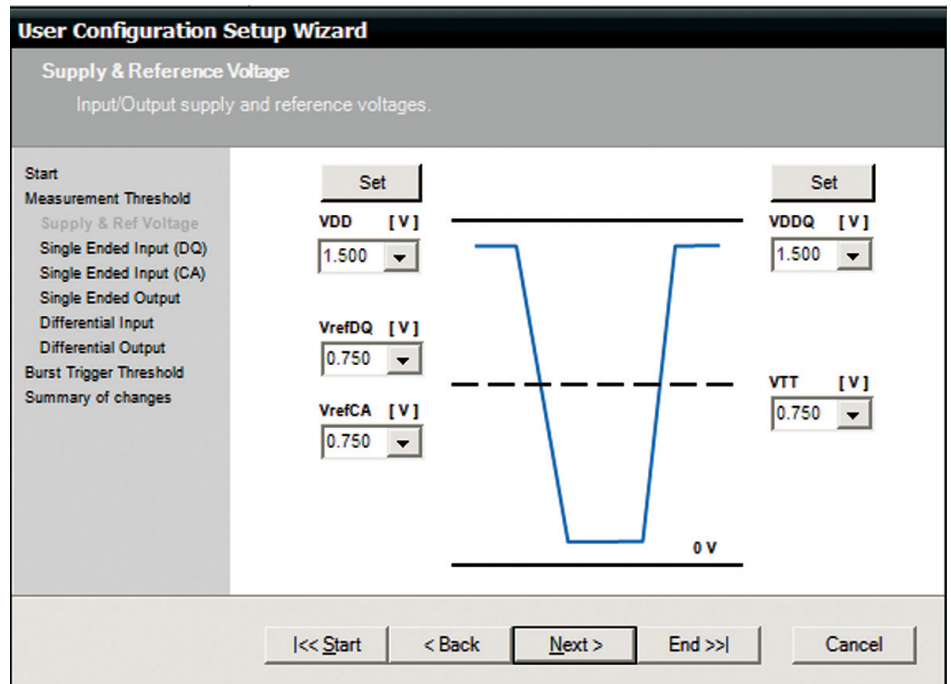 User Configuration Setup Wizard
Supply & Reference Voltage
Input/Output supply and reference voltages.
Start
Measurement Threshold
Supply & Ref Voltage
Single Ended Input (DQ)
Single Ended Input (CA)
Single Ended Output
Differential Input
Differential Output
Burst Trigger Threshold
Summary of changes
Set
VDD [V]
1.500
VrefDQ [V]
0.750
VrefCA [V]
0.750
Set
VDDQ [V]
1.500
VTT [V]
0.750
0 V
|<< Start
< Back
Next >
End >>|
Cancel